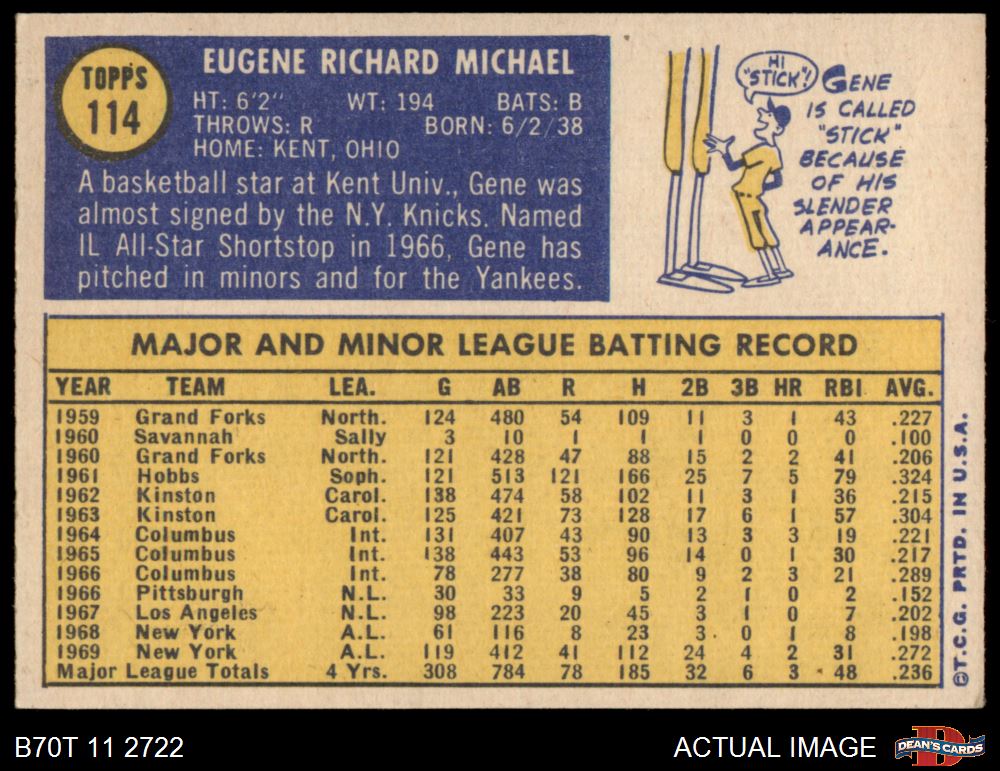 TOPPS
114
EUGENE RICHARD MICHAEL
HT: 6'2" WT: 194 BATS: B
THROWS: R BORN: 6/2/38
HOME: KENT, OHIO
A basketball star at Kent Univ., Gene was
almost signed by the N.Y. Knicks. Named
IL All-Star Shortstop in 1966, Gene has
pitched in minors and for the Yankees.
HI
"STICK"!
GENE
IS CALLED
"STICK"
BECAUSE
OF HIS
SLENDER
APPEAR-
ANCE.
MAJOR AND MINOR LEAGUE BATTING RECORD
YEAR TEAM LEA. G AB R H 2B 3B HR RBI AVG.
1959 Grand Forks North. 124 480 54 109 11 3 1 43 .227
1960 Savannah Sally 3 10 1 1 1 0 0 0 .100
1960 Grand Forks North. 121 428 47 88 15 2 2 41 .206
1961 Hobbs Soph. 121 513 121 166 25 7 5 79 .324
1962 Kinston Carol. 138 474 58 102 11 3 1 36 .215
1963 Kinston Carol. 125 421 73 128 17 6 1 57 .304
1964 Columbus Int. 131 407 43 90 13 3 3 19 .221
1965 Columbus Int. 138 443 53 96 14 0 1 30 .217
1966 Columbus Int. 78 277 38 80 9 2 3 21 .289
1966 Pittsburgh N.L. 30 33 9 5 2 1 0 2 .152
1967 Los Angeles N.L. 98 223 20 45 3 1 0 7 .202
1968 New York A.L. 61 116 8 23 3 0 1 8 .198
1969 New York A.L. 119 412 41 112 24 4 2 31 .272
Major League Totals 4 Yrs. 308 784 78 185 32 6 3 48 .236
©T.C.G. PRTD. IN U.S.A.
B70T 11 2722
ACTUAL IMAGE
D
DEAN'S CARDS